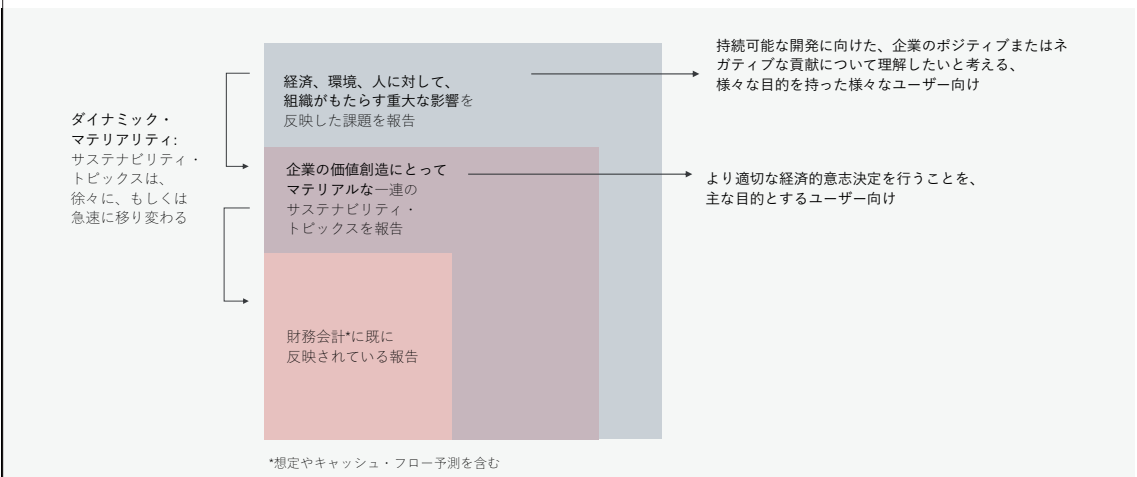 持続可能な開発に向けた、企業のポジティブまたはネ
ガティブな貢献について理解したいと考える、
様々な目的を持った様々なユーザー向け
経済、環境、人に対して、
組織がもたらす重大な影響を
反映した課題を報告
ダイナミック・
マテリアリティ:
サステナビリティ・
トピックスは、
徐々に、もしくは
急速に移り変わる
企業の価値創造にとって
マテリアルな一連の
サステナビリティ・
トピックスを報告
より適切な経済的意志決定を行うことを、
主な目的とするユーザー向け
財務会計*に既に
反映されている報告
*想定やキャッシュ・フロー予測を含む